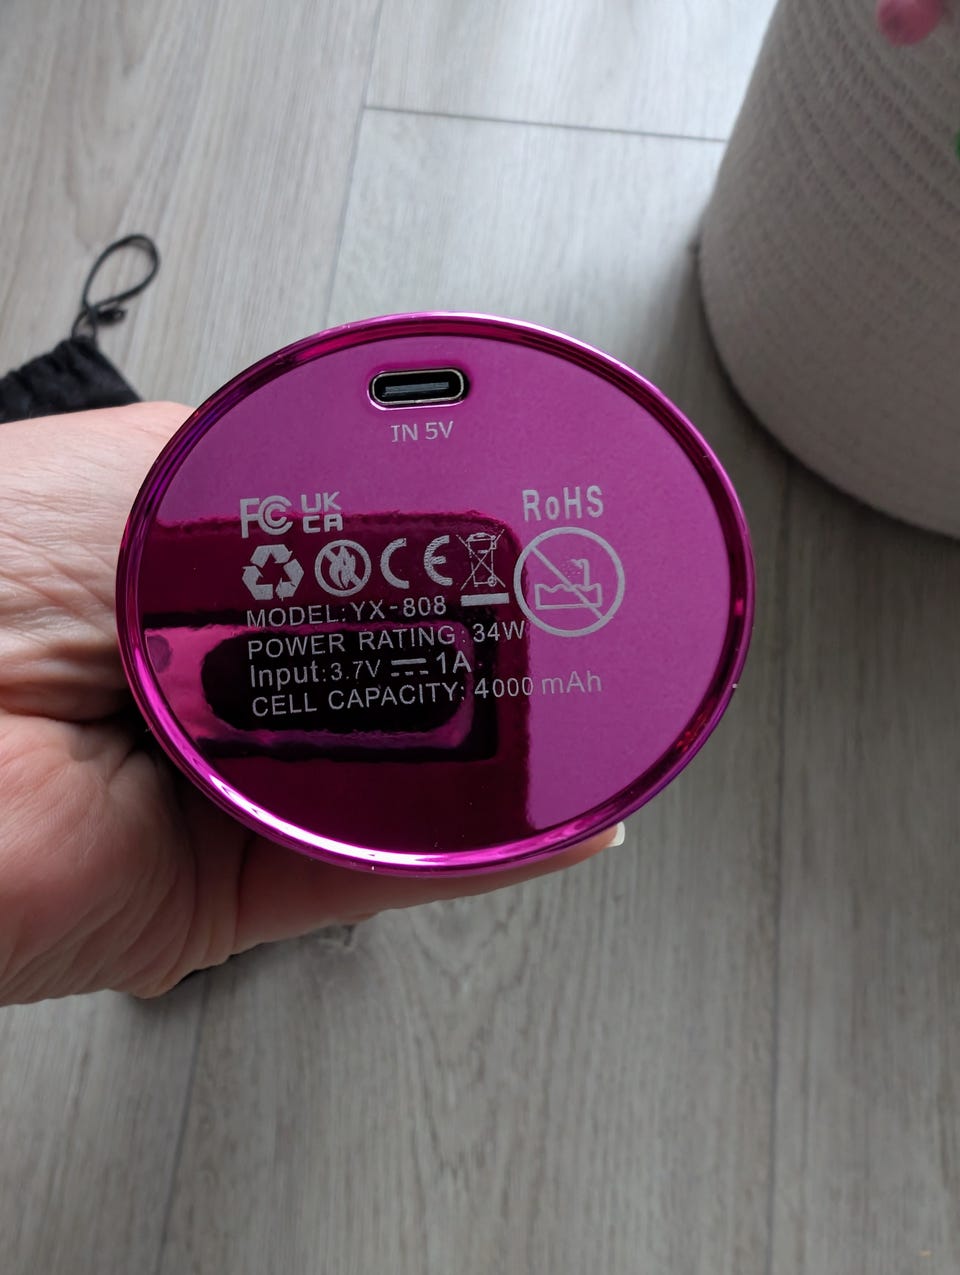 IN 5V
FC UK
CA
RoHS
CE
MODEL:YX-808
POWER RATING: 34W
Input:3.7V ⎓ 1A
CELL CAPACITY: 4000 mAh